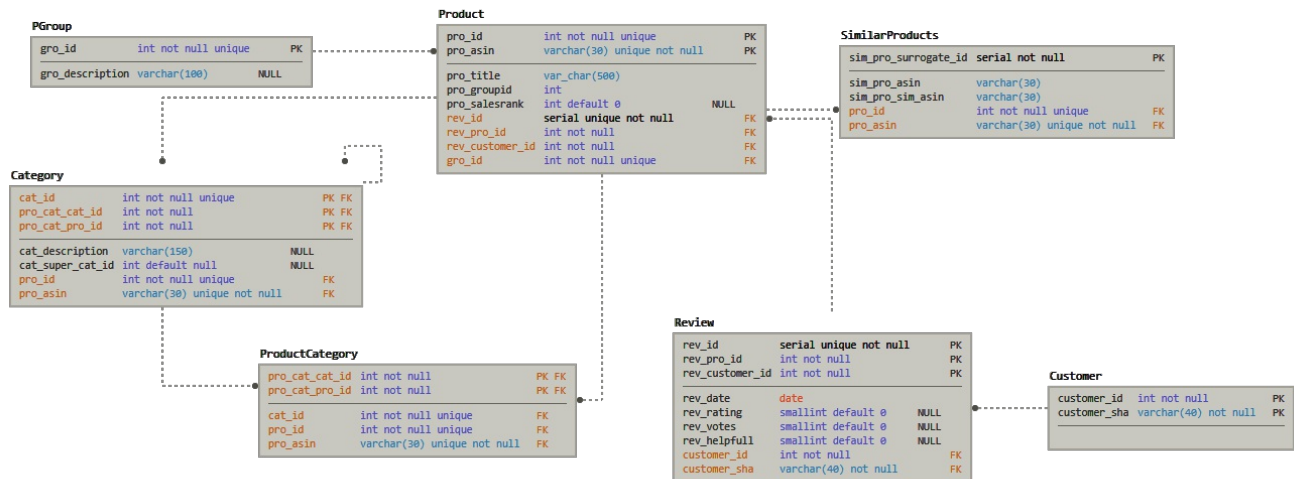 PGroup
gro_id int not null unique PK
gro_description varchar(100) NULL
Product
pro_id int not null unique PK
pro_asin varchar(30) unique not null PK
pro_title var_char(500)
pro_groupid int
pro_salesrank int default 0 NULL
rev_id serial unique not null FK
rev_pro_id int not null FK
rev_customer_id int not null FK
gro_id int not null unique FK
SimilarProducts
sim_pro_surrogate_id serial not null PK
sim_pro_asin varchar(30)
sim_pro_sim_asin varchar(30)
pro_id int not null unique FK
pro_asin varchar(30) unique not null FK
Category
cat_id int not null unique PK FK
pro_cat_cat_id int not null PK FK
pro_cat_pro_id int not null PK FK
cat_description varchar(150) NULL
cat_super_cat_id int default null NULL
pro_id int not null unique FK
pro_asin varchar(30) unique not null FK
ProductCategory
pro_cat_cat_id int not null PK FK
pro_cat_pro_id int not null PK FK
cat_id int not null unique FK
pro_id int not null unique FK
pro_asin varchar(30) unique not null FK
Review
rev_id serial unique not null PK
rev_pro_id int not null PK
rev_customer_id int not null PK
rev_date date
rev_rating smallint default 0 NULL
rev_votes smallint default 0 NULL
rev_helpfull smallint default 0 NULL
customer_id int not null FK
customer_sha varchar(40) not null FK
Customer
customer_id int not null PK
customer_sha varchar(40) not null PK